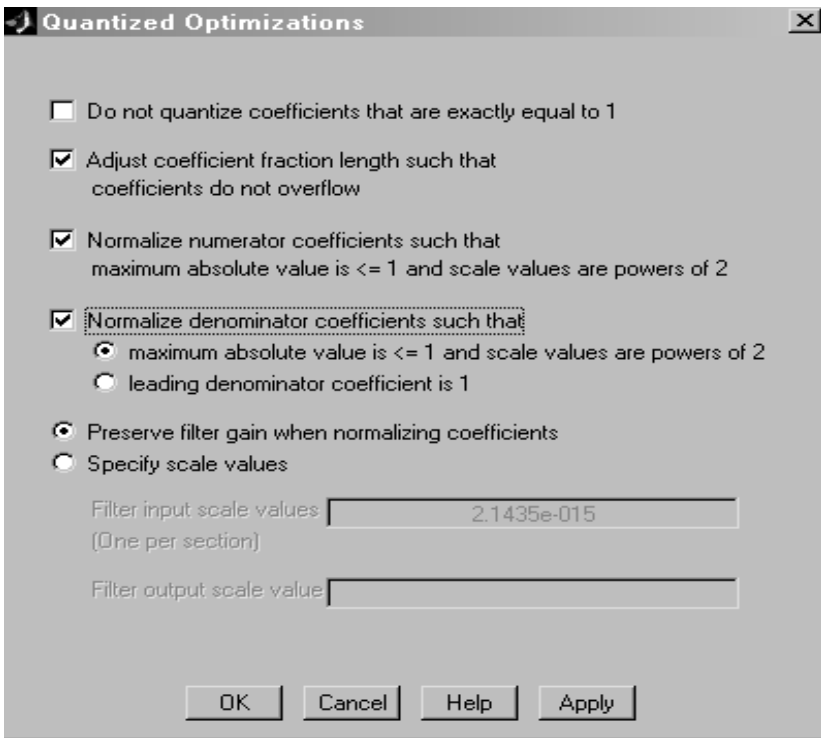 Quantized Optimizations
Do not quantize coefficients that are exactly equal to 1
Adjust coefficient fraction length such that
coefficients do not overflow
Normalize numerator coefficients such that
maximum absolute value is <= 1 and scale values are powers of 2
Normalize denominator coefficients such that
maximum absolute value is <= 1 and scale values are powers of 2
leading denominator coefficient is 1
Preserve filter gain when normalizing coefficients
Specify scale values
Filter input scale values 2.1435e-015
(One per section)
Filter output scale value
OK Cancel Help Apply